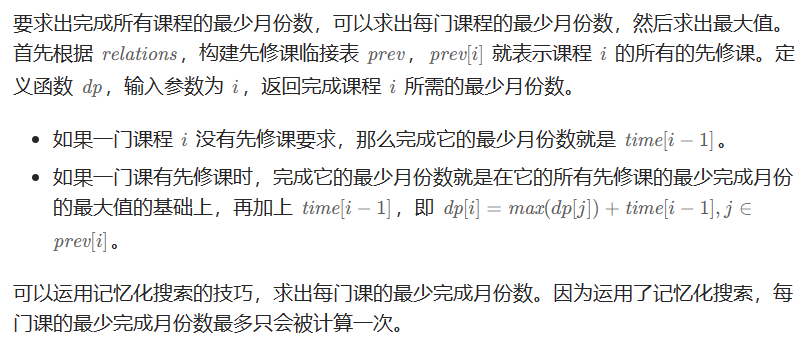 要求出完成所有课程的最少月份数，可以求出每门课程的最少月份数，然后求出最大值。
首先根据 relations，构建先修课临接表 prev，prev[i] 就表示课程 i 的所有的先修课。定
义函数 dp，输入参数为 i，返回完成课程 i 所需的最少月份数。
• 如果一门课程 i 没有先修课要求，那么完成它的最少月份数就是 time[i − 1]。
• 如果一门课有先修课时，完成它的最少月份数就是在它的所有先修课的最少完成月份
的最大值的基础上，再加上 time[i − 1]，即 dp[i] = max(dp[j]) + time[i − 1], j ∈
prev[i]。
可以运用记忆化搜索的技巧，求出每门课的最少完成月份数。因为运用了记忆化搜索，每
门课的最少完成月份数最多只会被计算一次。